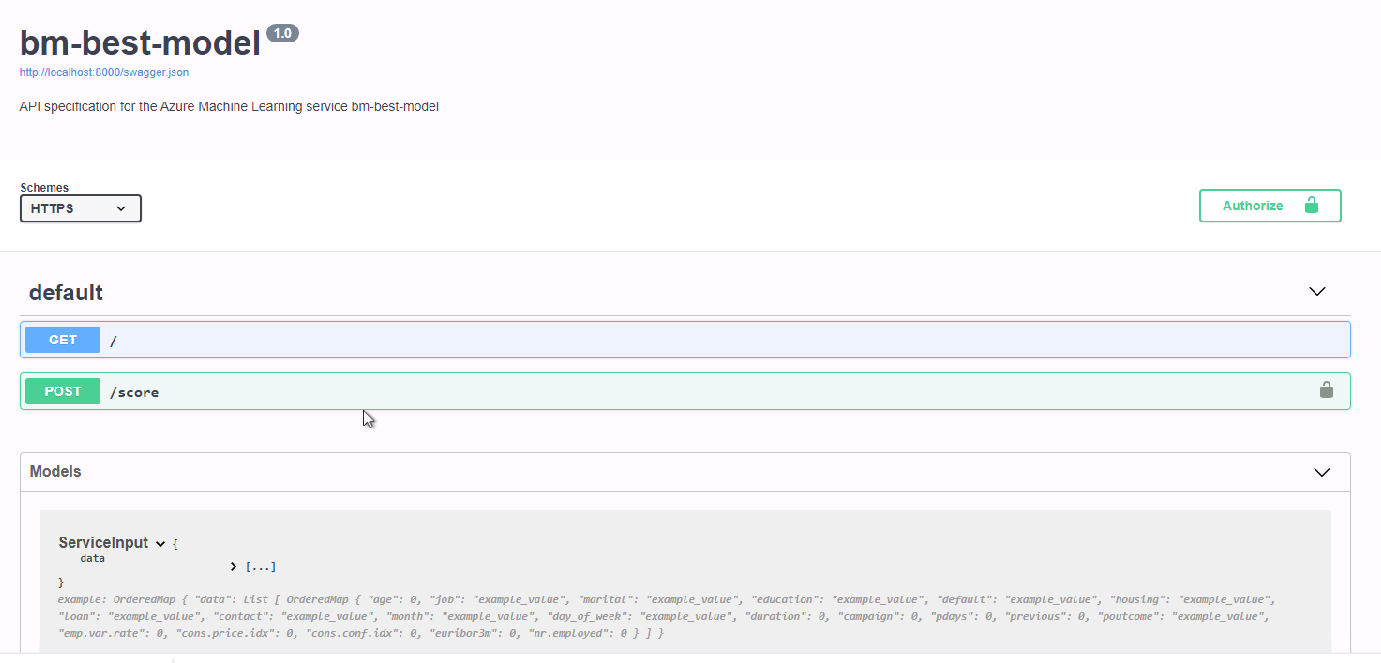 bm-best-model 1.0
http://localhost:8000/swagger.json
API specification for the Azure Machine Learning service bm-best-model
Schemes
HTTPS
Authorize
default
GET /
POST /score
Models
ServiceInput {
data
[...]
}
example: OrderedMap { "data": List [ OrderedMap { "age": 0, "job": "example_value", "marital": "example_value", "education": "example_value", "default": "example_value", "housing": "example_value",
"loan": "example_value", "contact": "example_value", "month": "example_value", "day_of_week": "example_value", "duration": 0, "campaign": 0, "pdays": 0, "previous": 0, "poutcome": "example_value",
"emp.var.rate": 0, "cons.price.idx": 0, "cons.conf.idx": 0, "euribor3m": 0, "nr.employed": 0 } ] }